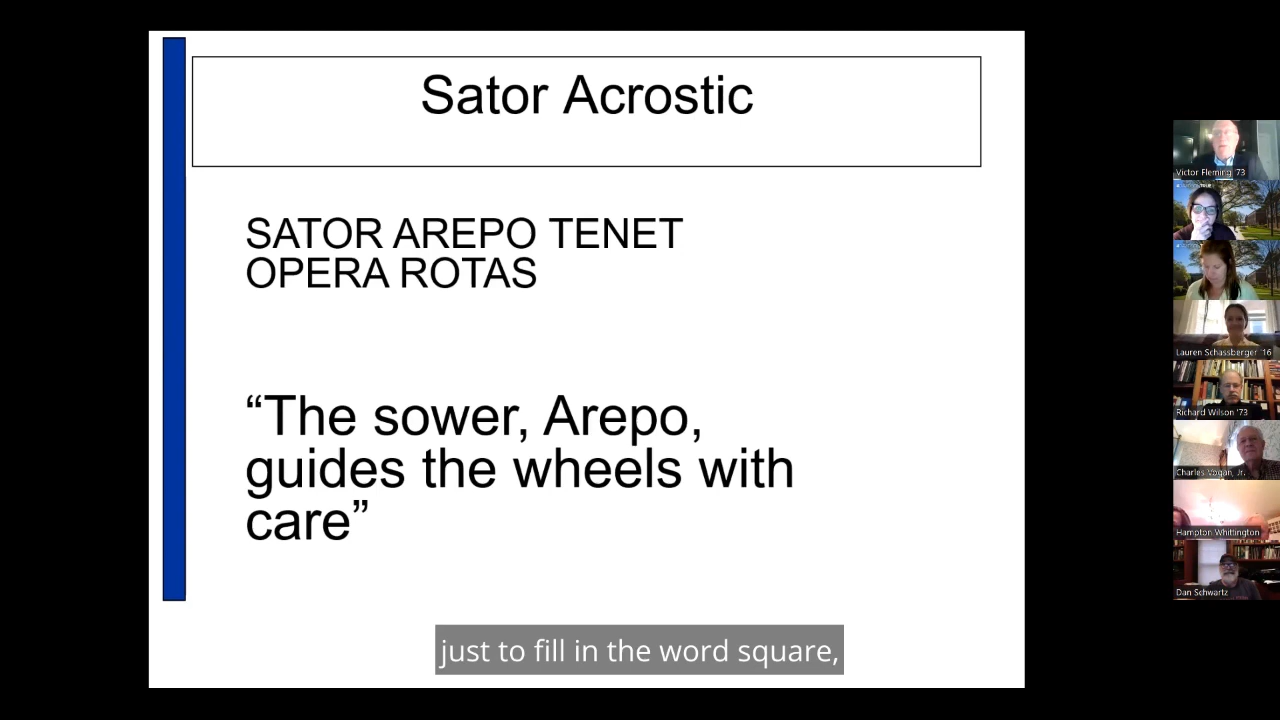 Sator Acrostic
SATOR AREPO TENET
OPERA ROTAS
“The sower, Arepo,
guides the wheels with
care”
just to fill in the word square,
Victor Fleming '73
Lauren Schassberger '16
Richard Wilson '73
Charles Vogan, Jr.
Hampton Whittington
Dan Schwartz